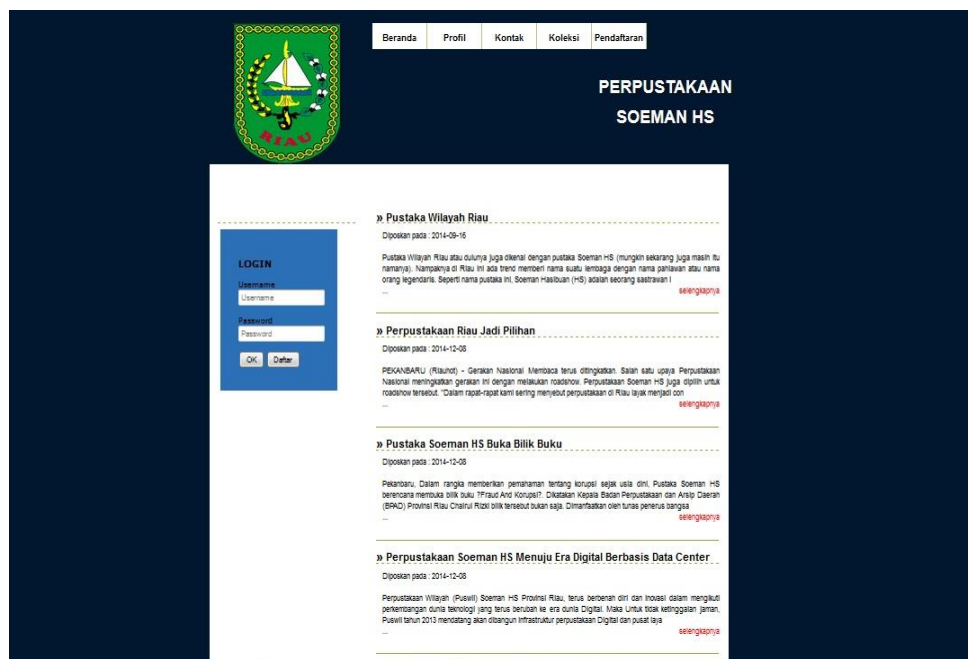 Beranda Profil Kontak Koleksi Pendaftaran
RIAU
PERPUSTAKAAN
SOEMAN HS
LOGIN
Username
Username
Password
Password
OK Daftar
» Pustaka Wilayah Riau
Diposkan pada : 2014-09-16
Pustaka Wilayah Riau atau dulunya juga dikenal dengan pustaka Soeman HS (mungkin sekarang juga masih itu
namanya). Nampaknya di Riau ini ada trend memberi nama suatu lembaga dengan nama pahlawan atau nama
orang legendaris. Seperti nama pustaka ini, Soeman Hasibuan (HS) adalah seorang sastrawan l
... selengkapnya
» Perpustakaan Riau Jadi Pilihan
Diposkan pada : 2014-12-08
PEKANBARU (Riauhot) - Gerakan Nasional Membaca terus ditingkatkan. Salah satu upaya Perpustakaan
Nasional meningkatkan gerakan ini dengan melakukan roadshow. Perpustakaan Soeman HS juga dipilih untuk
roadshow tersebut. "Dalam rapat-rapat kami sering menyebut perpustakaan di Riau layak menjadi con
... selengkapnya
» Pustaka Soeman HS Buka Bilik Buku
Diposkan pada : 2014-12-08
Pekanbaru, Dalam rangka memberikan pemahaman tentang korupsi sejak usia dini, Pustaka Soeman HS
berencana membuka bilik buku ?Fraud And Korupsi?. Dikatakan Kepala Badan Perpustakaan dan Arsip Daerah
(BPAD) Provinsi Riau Chairul Rizki bilik tersebut bukan saja. Dimanfaatkan oleh tunas penerus bangsa
... selengkapnya
» Perpustakaan Soeman HS Menuju Era Digital Berbasis Data Center
Diposkan pada : 2014-12-08
Perpustakaan Wilayah (Puswil) Soeman HS Provinsi Riau, terus berbenah diri dan inovasi dalam mengikuti
perkembangan dunia teknologi yang terus berubah ke era dunia Digital. Maka Untuk tidak ketinggalan jaman,
Puswil tahun 2013 mendatang akan dibangun infrastruktur perpustakaan Digital dan pusat laya
... selengkapnya